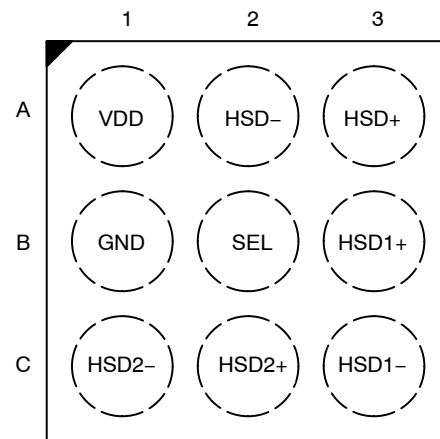 1 2 3
A VDD HSD− HSD+
B GND SEL HSD1+
C HSD2− HSD2+ HSD1−